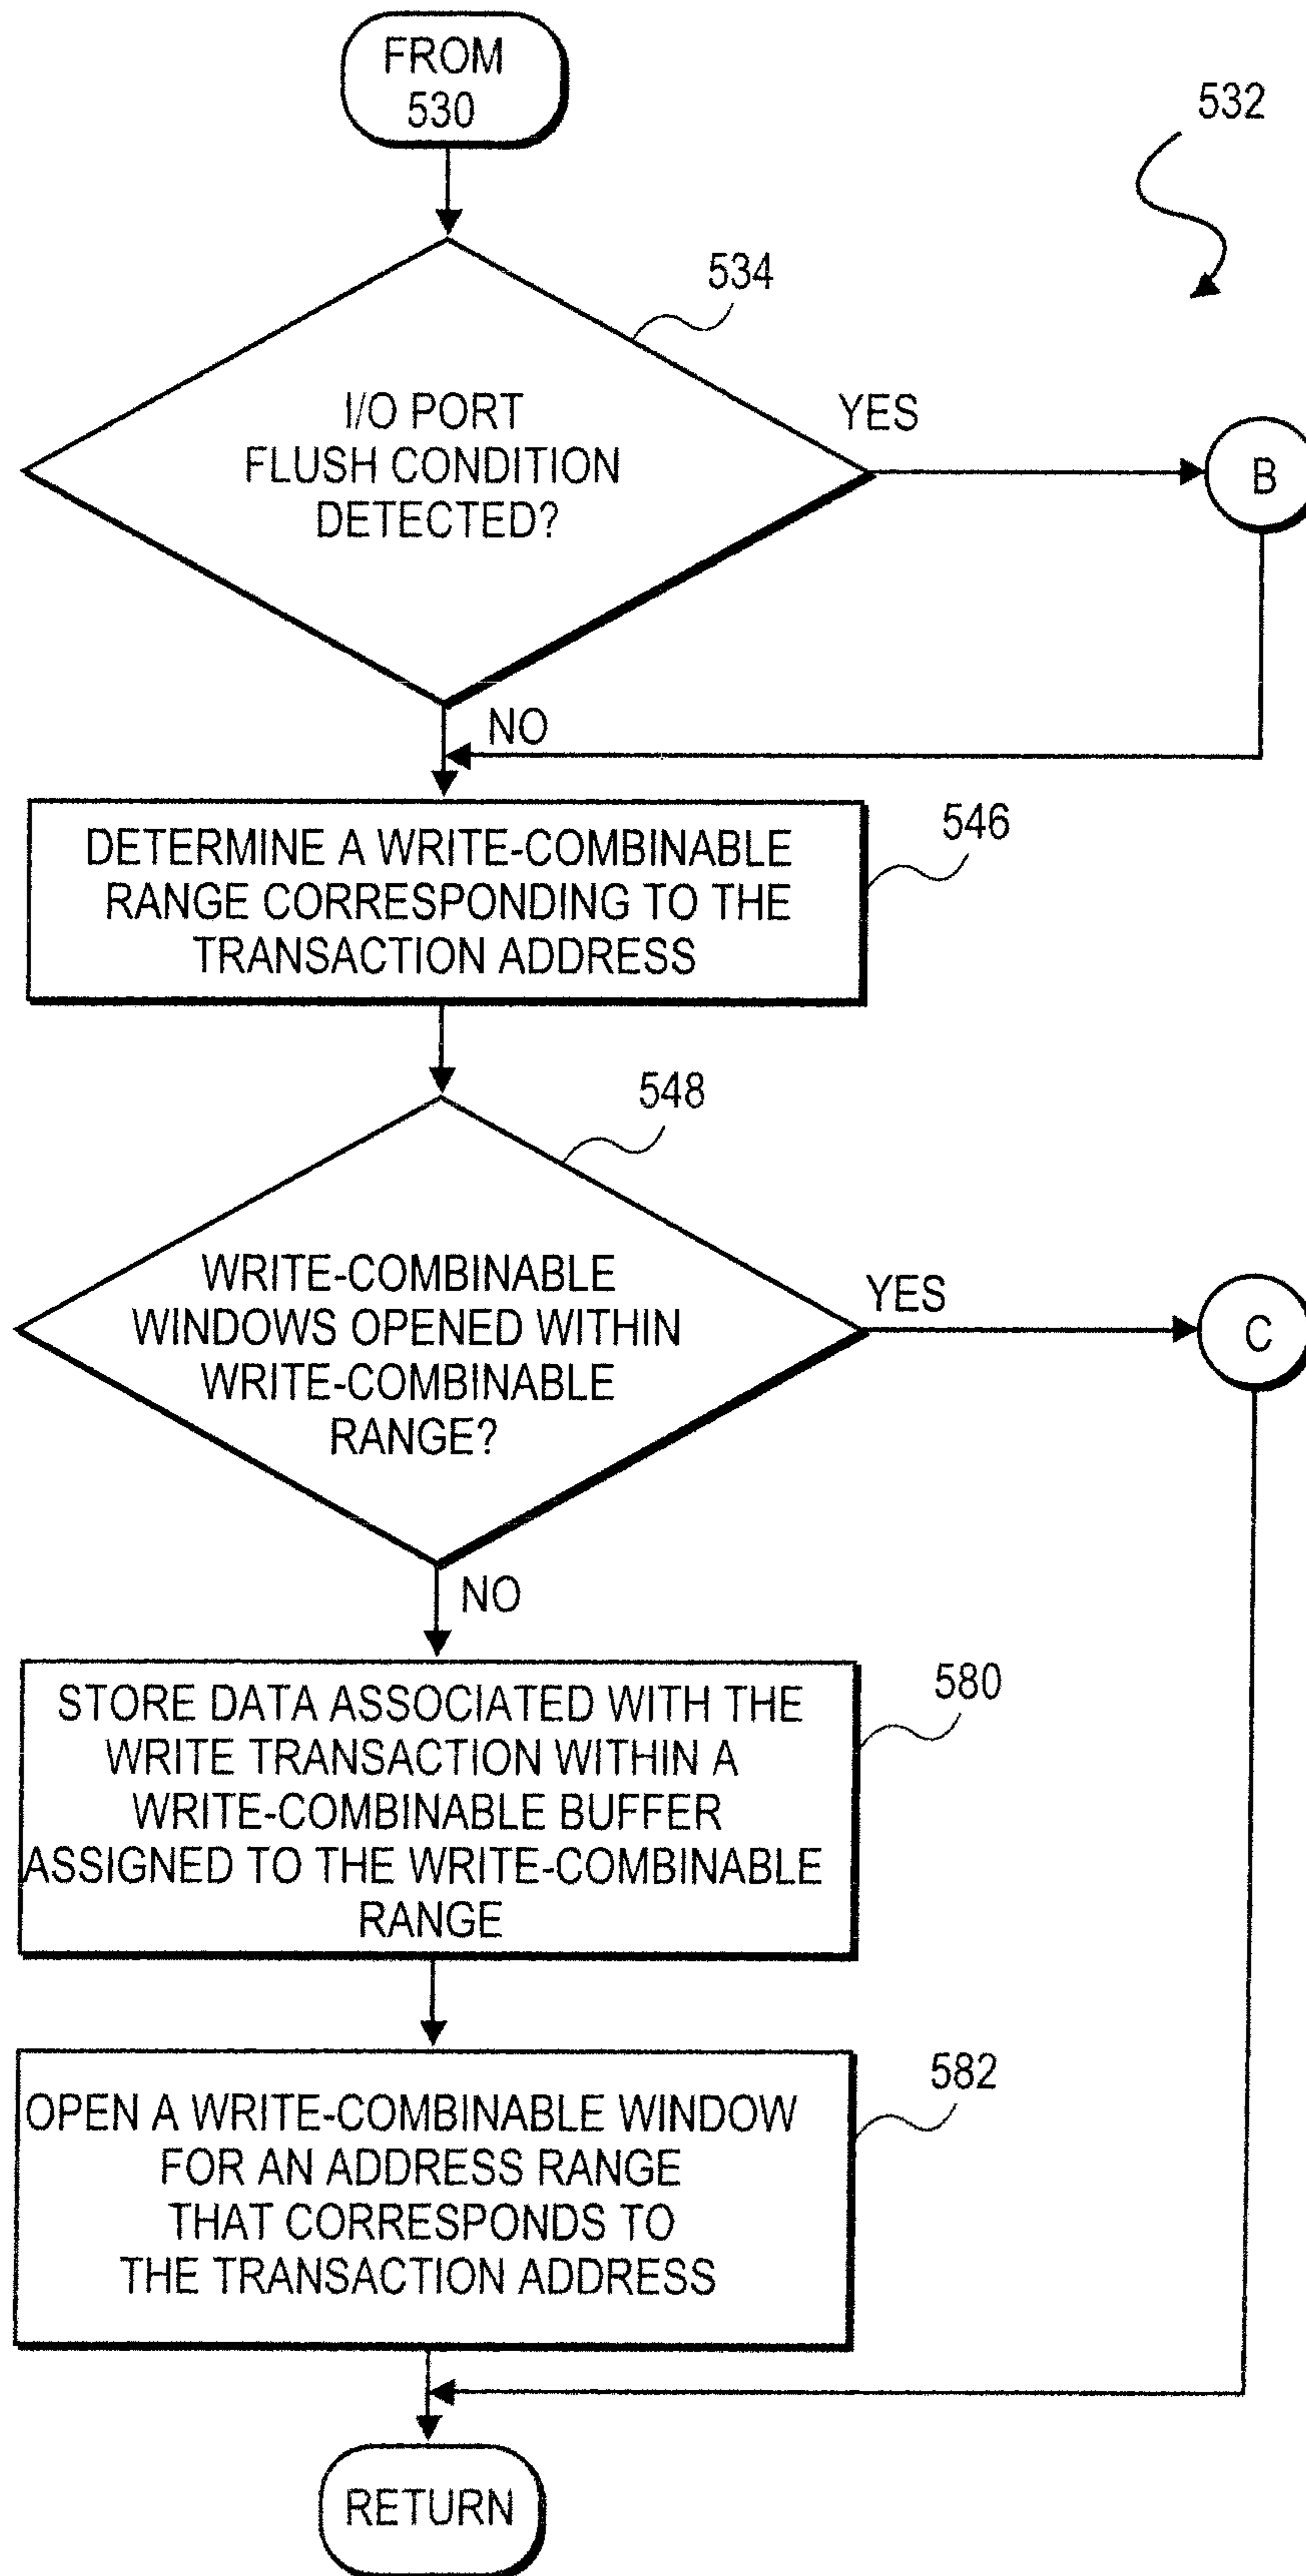 FROM
530
532
534
I/O PORT
FLUSH CONDITION
DETECTED?
YES
B
NO
546
DETERMINE A WRITE-COMBINABLE
RANGE CORRESPONDING TO THE
TRANSACTION ADDRESS
548
WRITE-COMBINABLE
WINDOWS OPENED WITHIN
WRITE-COMBINABLE
RANGE?
YES
C
NO
580
STORE DATA ASSOCIATED WITH THE
WRITE TRANSACTION WITHIN A
WRITE-COMBINABLE BUFFER
ASSIGNED TO THE WRITE-COMBINABLE
RANGE
582
OPEN A WRITE-COMBINABLE WINDOW
FOR AN ADDRESS RANGE
THAT CORRESPONDS TO
THE TRANSACTION ADDRESS
RETURN